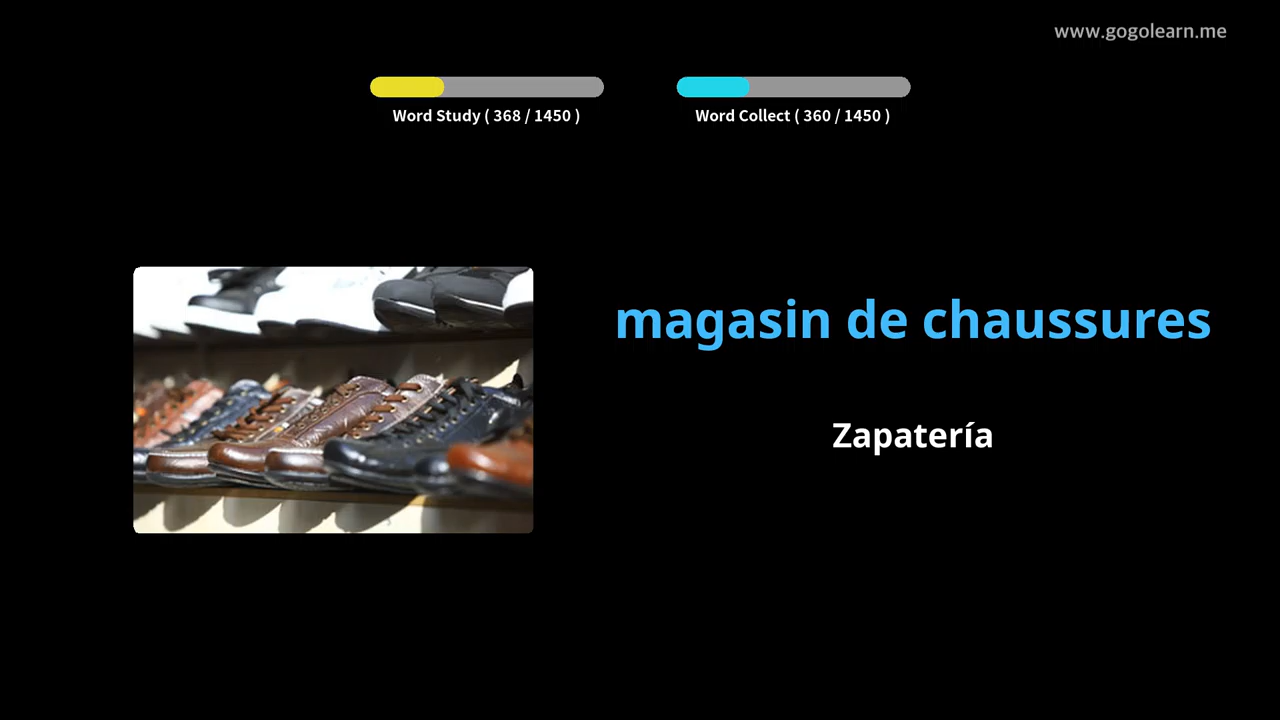 www.gogolearn.me
Word Study ( 368 / 1450 )
Word Collect ( 360 / 1450 )
magasin de chaussures
Zapatería